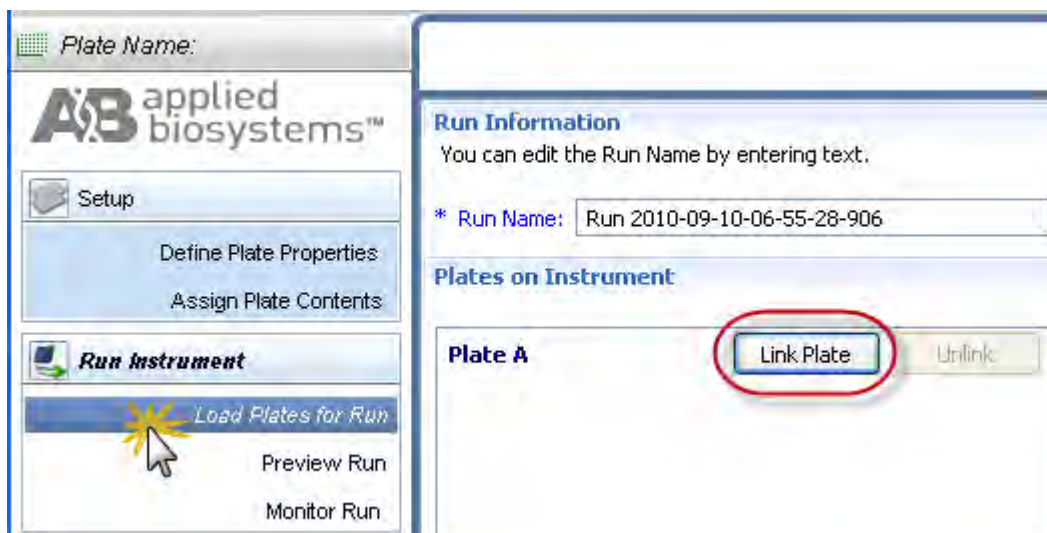 Plate Name:
AB applied
biosystems™
Setup
Define Plate Properties
Assign Plate Contents
Run Instrument
Load Plates for Run
Preview Run
Monitor Run
Run Information
You can edit the Run Name by entering text.
* Run Name: Run 2010-09-10-06-55-28-906
Plates on Instrument
Plate A Link Plate Unlink